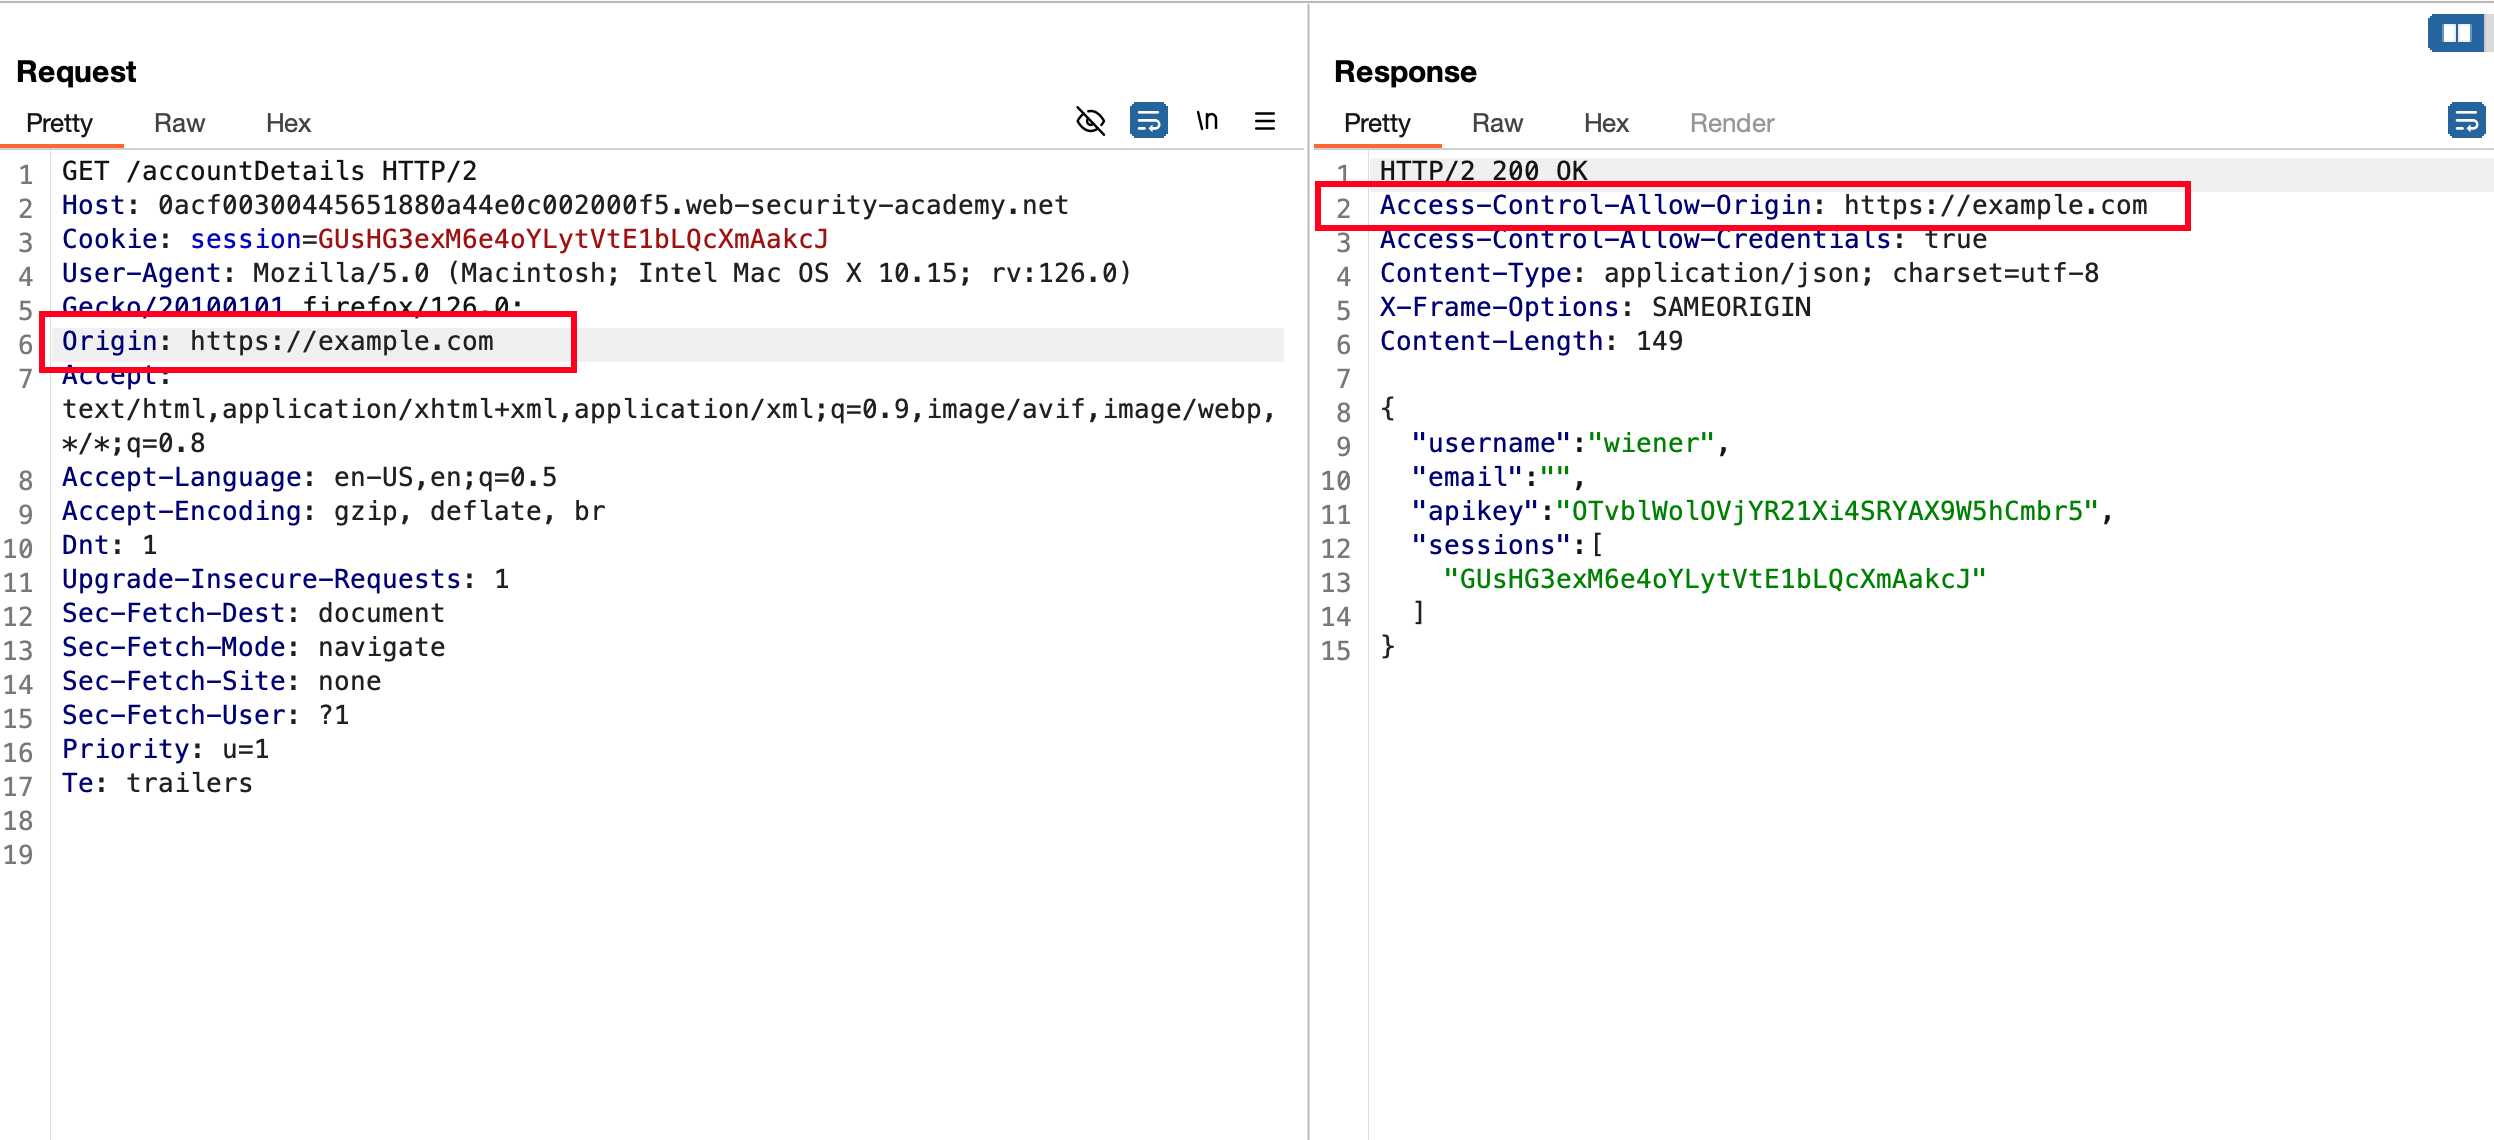 Request
Pretty Raw Hex \n
1 GET /accountDetails HTTP/2
2 Host: 0acf00300445651880a44e0c002000f5.web-security-academy.net
3 Cookie: session=GUsHG3exM6e4oYLytVtE1bLQcXmAakcJ
4 User-Agent: Mozilla/5.0 (Macintosh; Intel Mac OS X 10.15; rv:126.0)
5 Gecko/20100101 firefox/126.0:
6 Origin: https://example.com
7 Accept:
text/html,application/xhtml+xml,application/xml;q=0.9,image/avif,image/webp,
*/*;q=0.8
8 Accept-Language: en-US,en;q=0.5
9 Accept-Encoding: gzip, deflate, br
10 Dnt: 1
11 Upgrade-Insecure-Requests: 1
12 Sec-Fetch-Dest: document
13 Sec-Fetch-Mode: navigate
14 Sec-Fetch-Site: none
15 Sec-Fetch-User: ?1
16 Priority: u=1
17 Te: trailers
18
19
Response
Pretty Raw Hex Render
1 HTTP/2 200 OK
2 Access-Control-Allow-Origin: https://example.com
3 Access-Control-Allow-Credentials: true
4 Content-Type: application/json; charset=utf-8
5 X-Frame-Options: SAMEORIGIN
6 Content-Length: 149
7
8 {
9 "username":"wiener",
10 "email":"",
11 "apikey":"OTvblWolOVjYR21Xi4SRYAX9W5hCmbr5",
12 "sessions":[
13 "GUsHG3exM6e4oYLytVtE1bLQcXmAakcJ"
14 ]
15 }